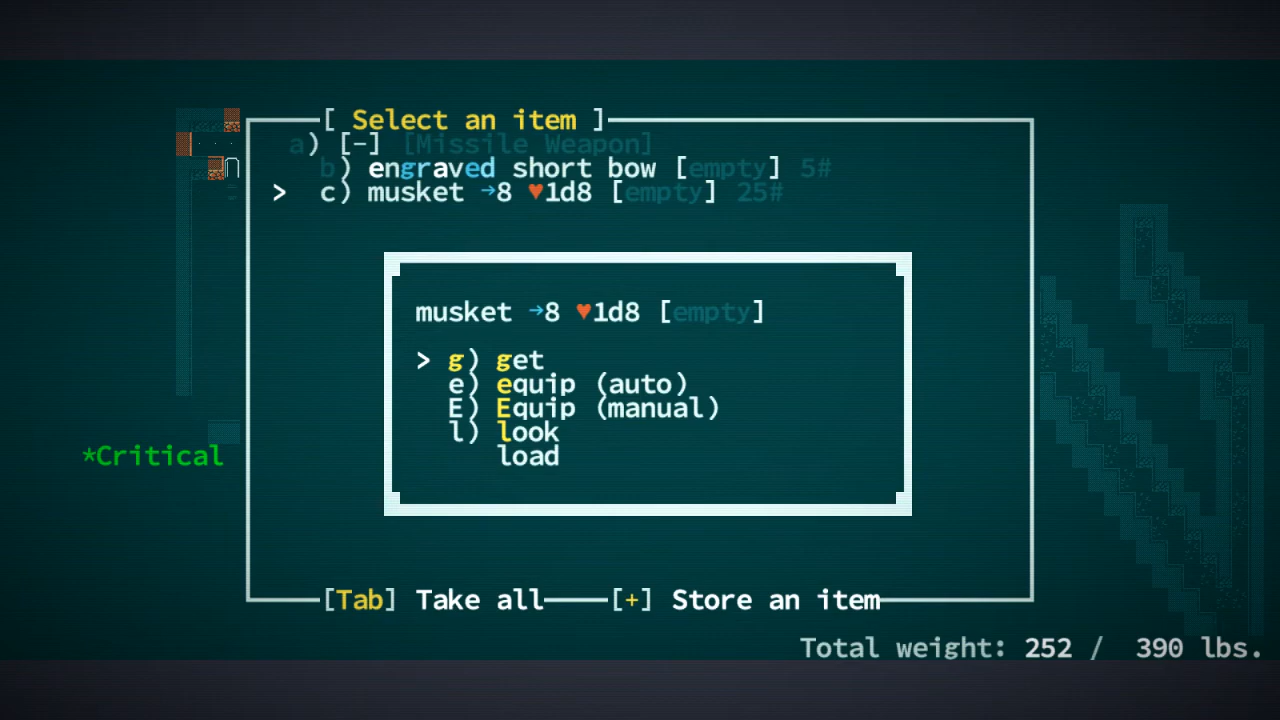 [ Select an item ]
a) [-] [Missile Weapon]
b) engraved short bow [empty] 5#
> c) musket →8 ♥1d8 [empty] 25#
musket →8 ♥1d8 [empty]
> g) get
e) equip (auto)
E) Equip (manual)
l) look
load
*Critical
[Tab] Take all [+] Store an item
Total weight: 252 / 390 lbs.